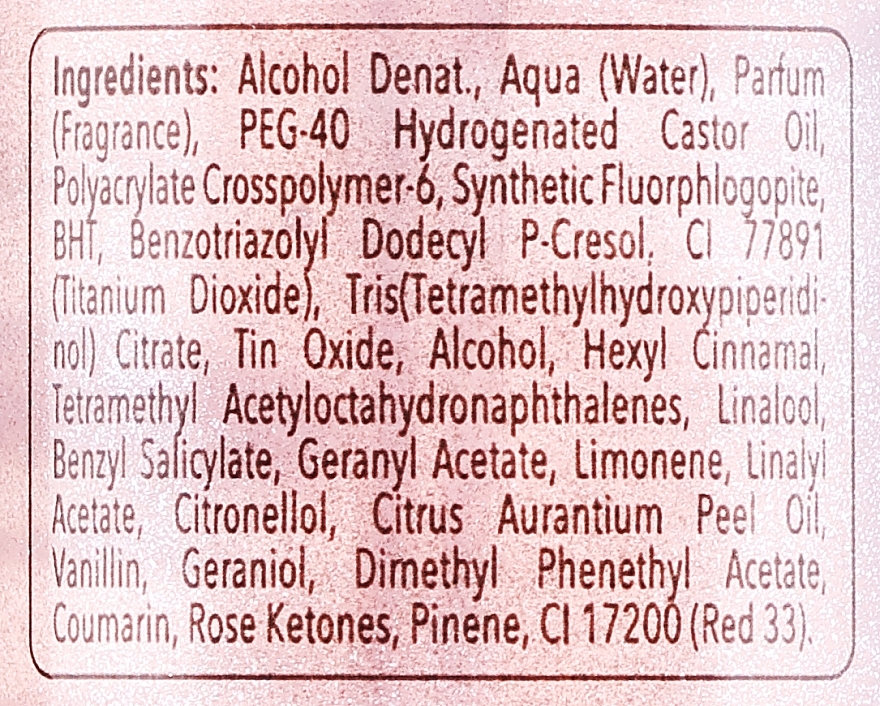 Ingredients: Alcohol Denat., Aqua (Water), Parfum
(Fragrance), PEG-40 Hydrogenated Castor Oil,
Polyacrylate Crosspolymer-6, Synthetic Fluorphlogopite,
BHT, Benzotriazolyl Dodecyl P-Cresol, CI 77891
(Titanium Dioxide), Tris(Tetramethylhydroxypiperidi-
nol) Citrate, Tin Oxide, Alcohol, Hexyl Cinnamal,
Tetramethyl Acetyloctahydronaphthalenes, Linalool,
Benzyl Salicylate, Geranyl Acetate, Limonene, Linalyl
Acetate, Citronellol, Citrus Aurantium Peel Oil,
Vanillin, Geraniol, Dimethyl Phenethyl Acetate,
Coumarin, Rose Ketones, Pinene, CI 17200 (Red 33).